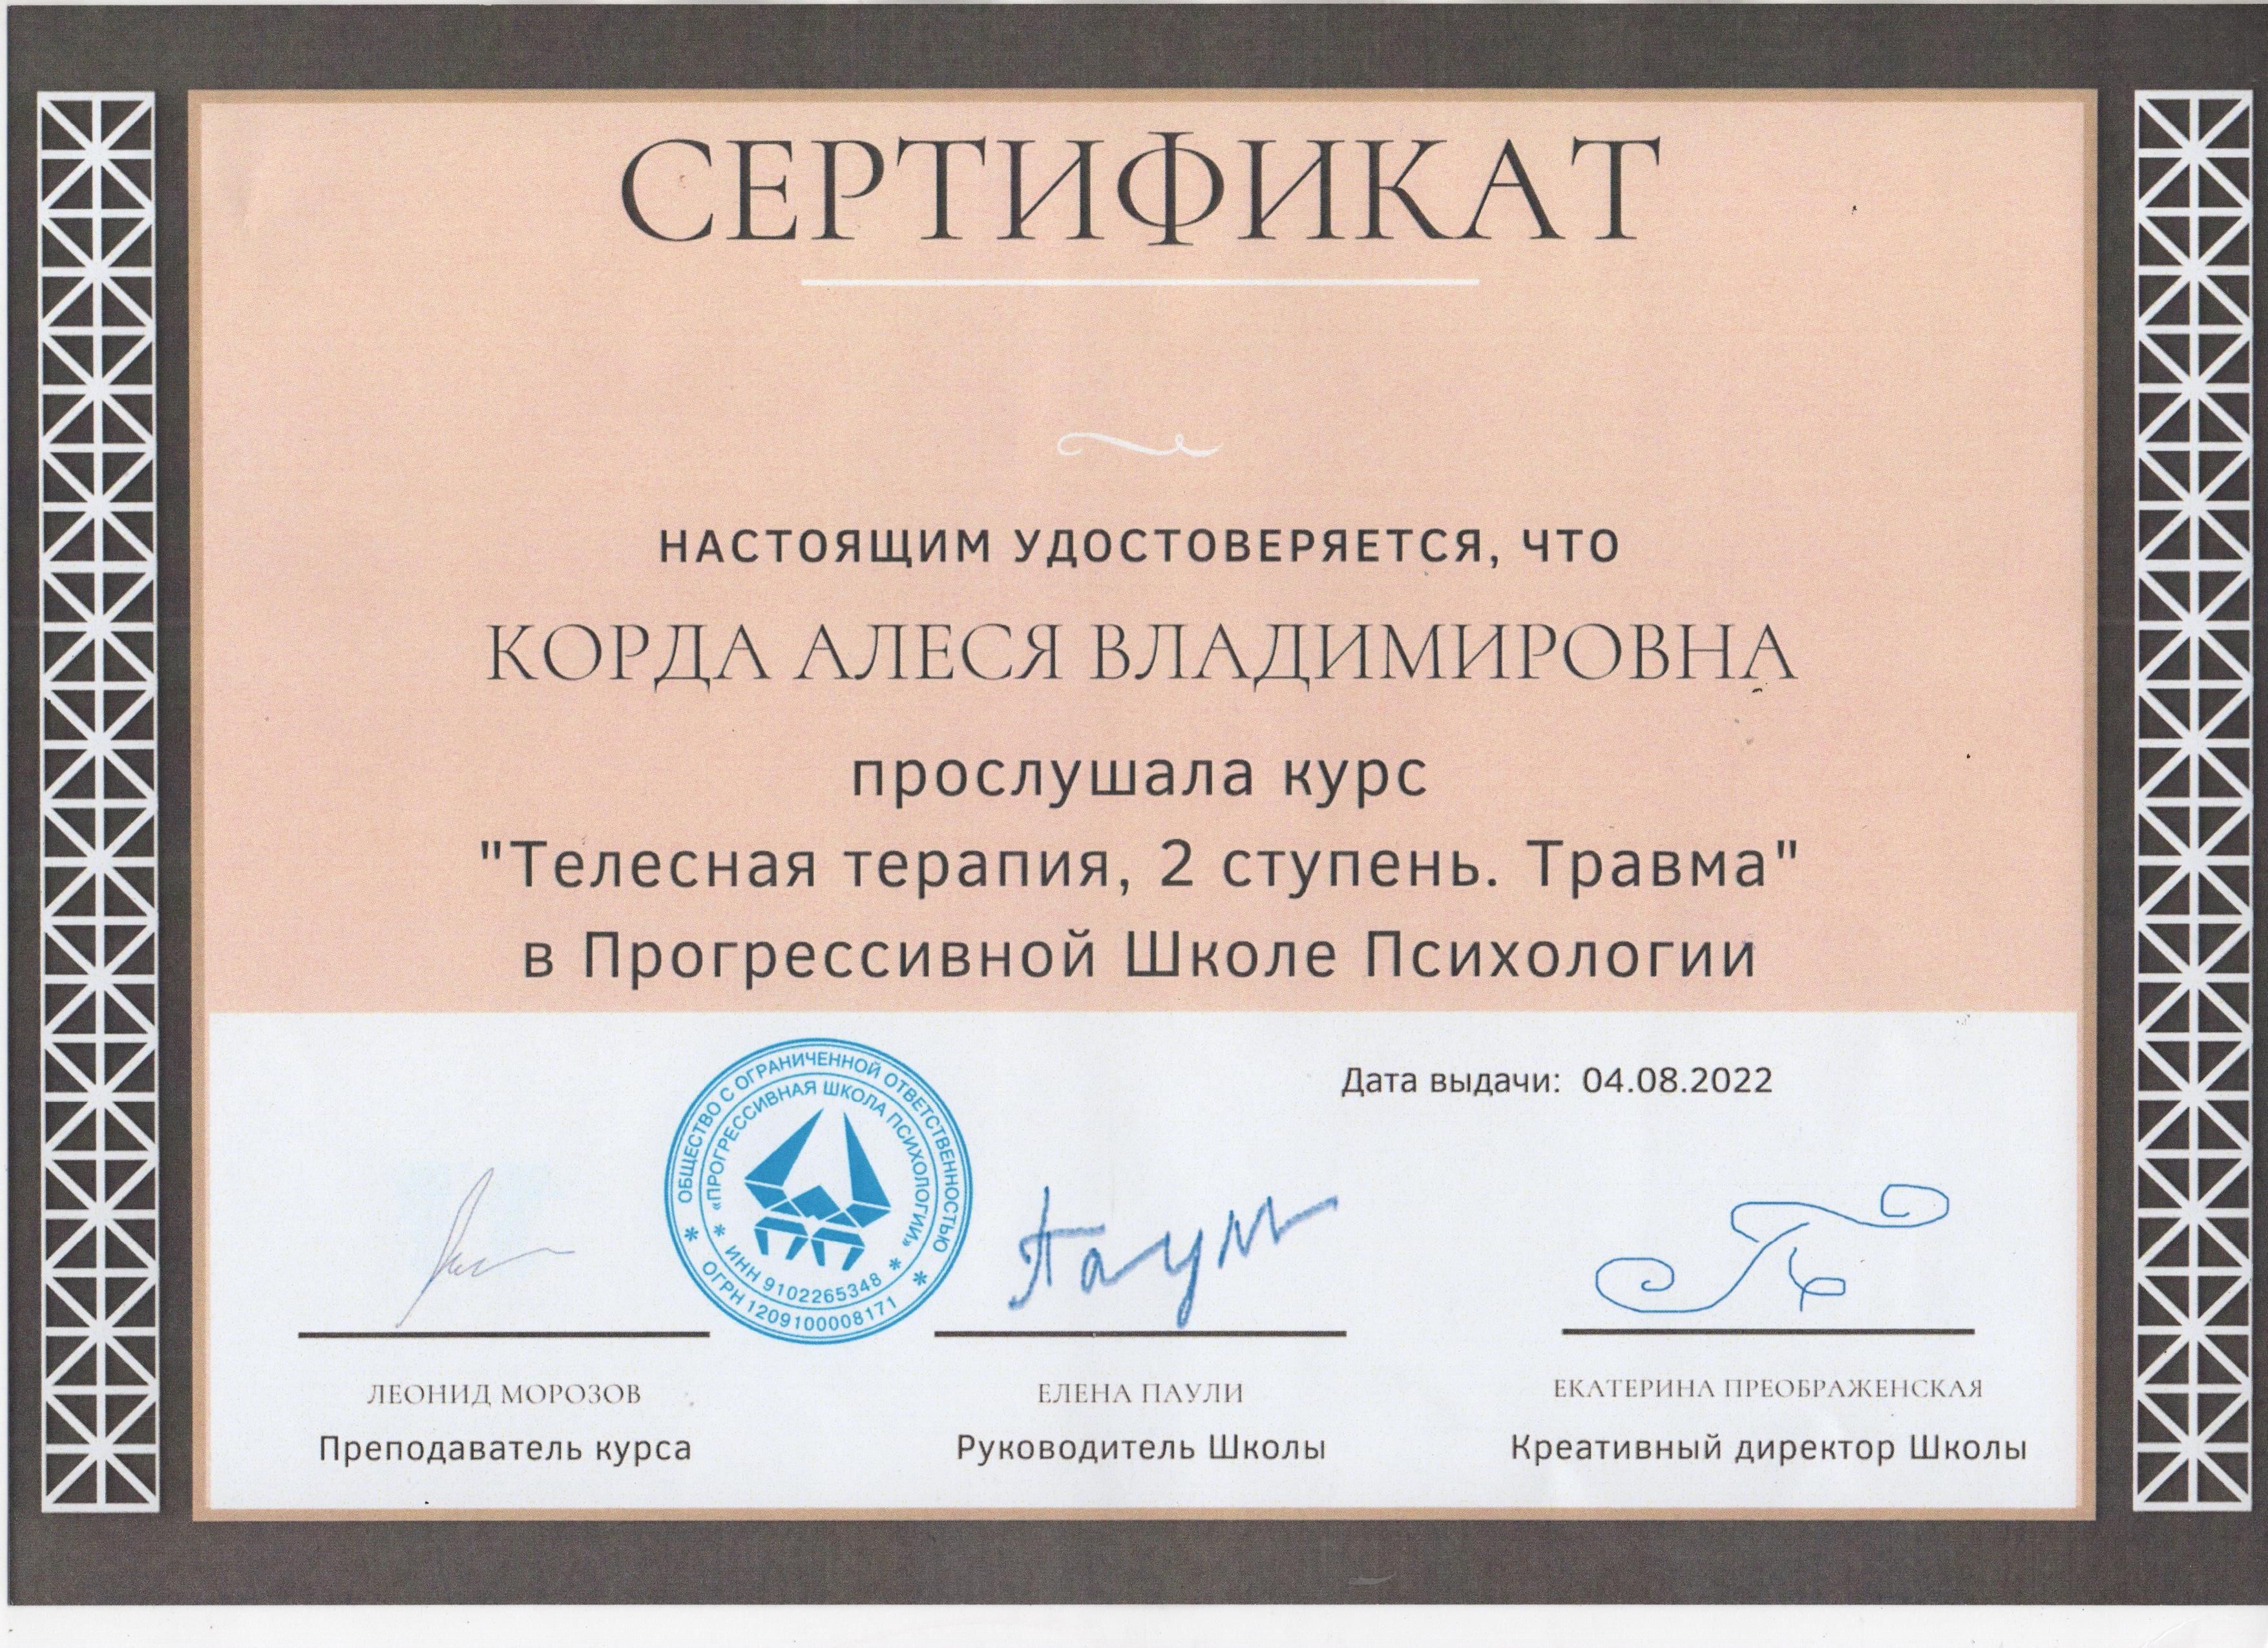 СЕРТИФИКАТ
НАСТОЯЩИМ УДОСТОВЕРЯЕТСЯ, ЧТО
КОРДА АЛЕСЯ ВЛАДИМИРОВНА
прослушала курс
"Телесная терапия, 2 ступень. Травма"
в Прогрессивной Школе Психологии
Дата выдачи: 04.08.2022
ОБЩЕСТВО С ОГРАНИЧЕННОЙ ОТВЕТСТВЕННОСТЬЮ
«ПРОГРЕССИВНАЯ ШКОЛА ПСИХОЛОГИИ»
* ИНН 9102265348 *
* ОГРН 1209100008171 *
Паули
ЛЕОНИД МОРОЗОВ
Преподаватель курса
ЕЛЕНА ПАУЛИ
Руководитель Школы
ЕКАТЕРИНА ПРЕОБРАЖЕНСКАЯ
Креативный директор Школы